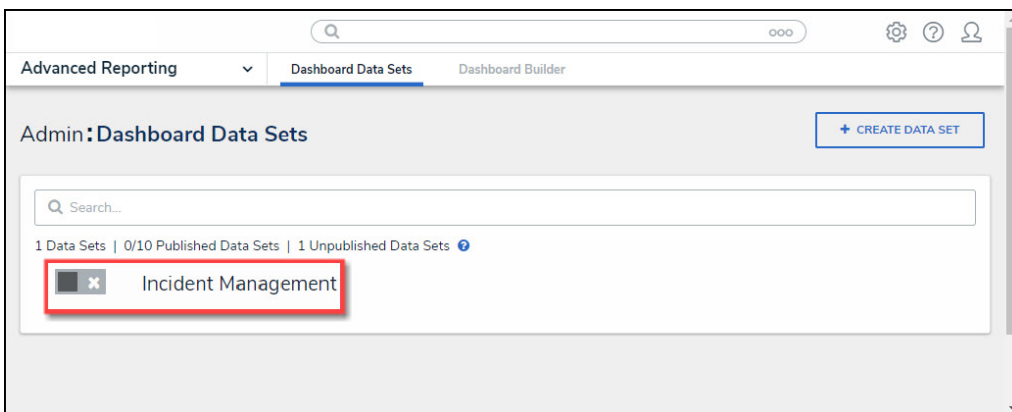 ooo
Advanced Reporting Dashboard Data Sets Dashboard Builder
Admin:Dashboard Data Sets
+ CREATE DATA SET
Search...
1 Data Sets | 0/10 Published Data Sets | 1 Unpublished Data Sets ?
Incident Management